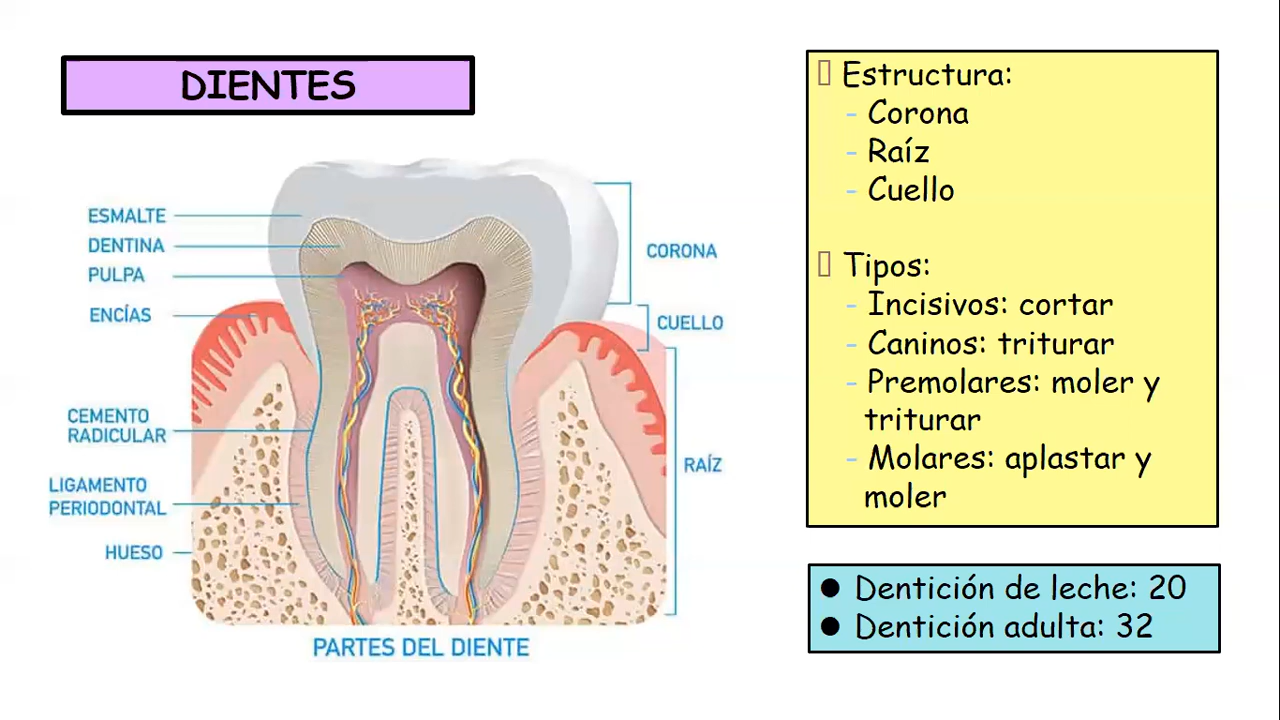 DIENTES
ESMALTE
DENTINA
PULPA
ENCÍAS
CEMENTO
RADICULAR
LIGAMENTO
PERIODONTAL
HUESO
CORONA
CUELLO
RAÍZ
PARTES DEL DIENTE
Estructura:
- Corona
- Raíz
- Cuello
Tipos:
- Incisivos: cortar
- Caninos: triturar
- Premolares: moler y
triturar
- Molares: aplastar y
moler
● Dentición de leche: 20
● Dentición adulta: 32